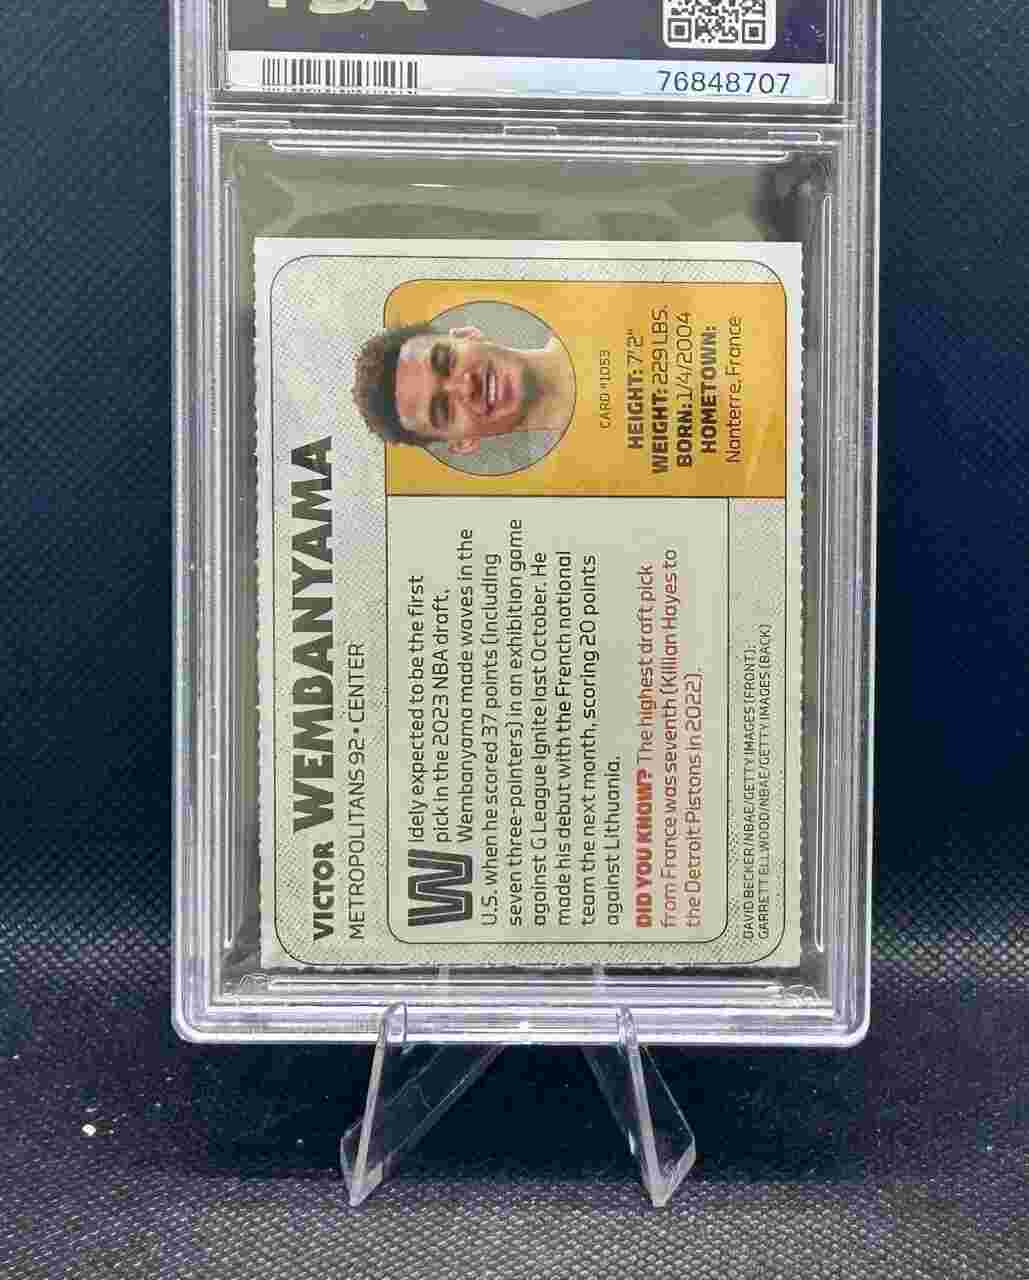 PSA
76848707
VICTOR WEMBANYAMA
METROPOLITANS 92 • CENTER
Widely expected to be the first
pick in the 2023 NBA draft,
Wembanyama made waves in the
U.S. when he scored 37 points (including
seven three-pointers) in an exhibition game
against G League Ignite last October. He
made his debut with the French national
team the next month, scoring 20 points
against Lithuania.
DID YOU KNOW? The highest draft pick
from France was seventh (Killian Hayes to
the Detroit Pistons in 2022).
DAVID BECKER/NBAE/GETTY IMAGES (FRONT);
GARRETT ELLWOOD/NBAE/GETTY IMAGES (BACK)
CARD #1053
HEIGHT: 7'2"
WEIGHT: 229 LBS.
BORN: 1/4/2004
HOMETOWN:
Nanterre, France